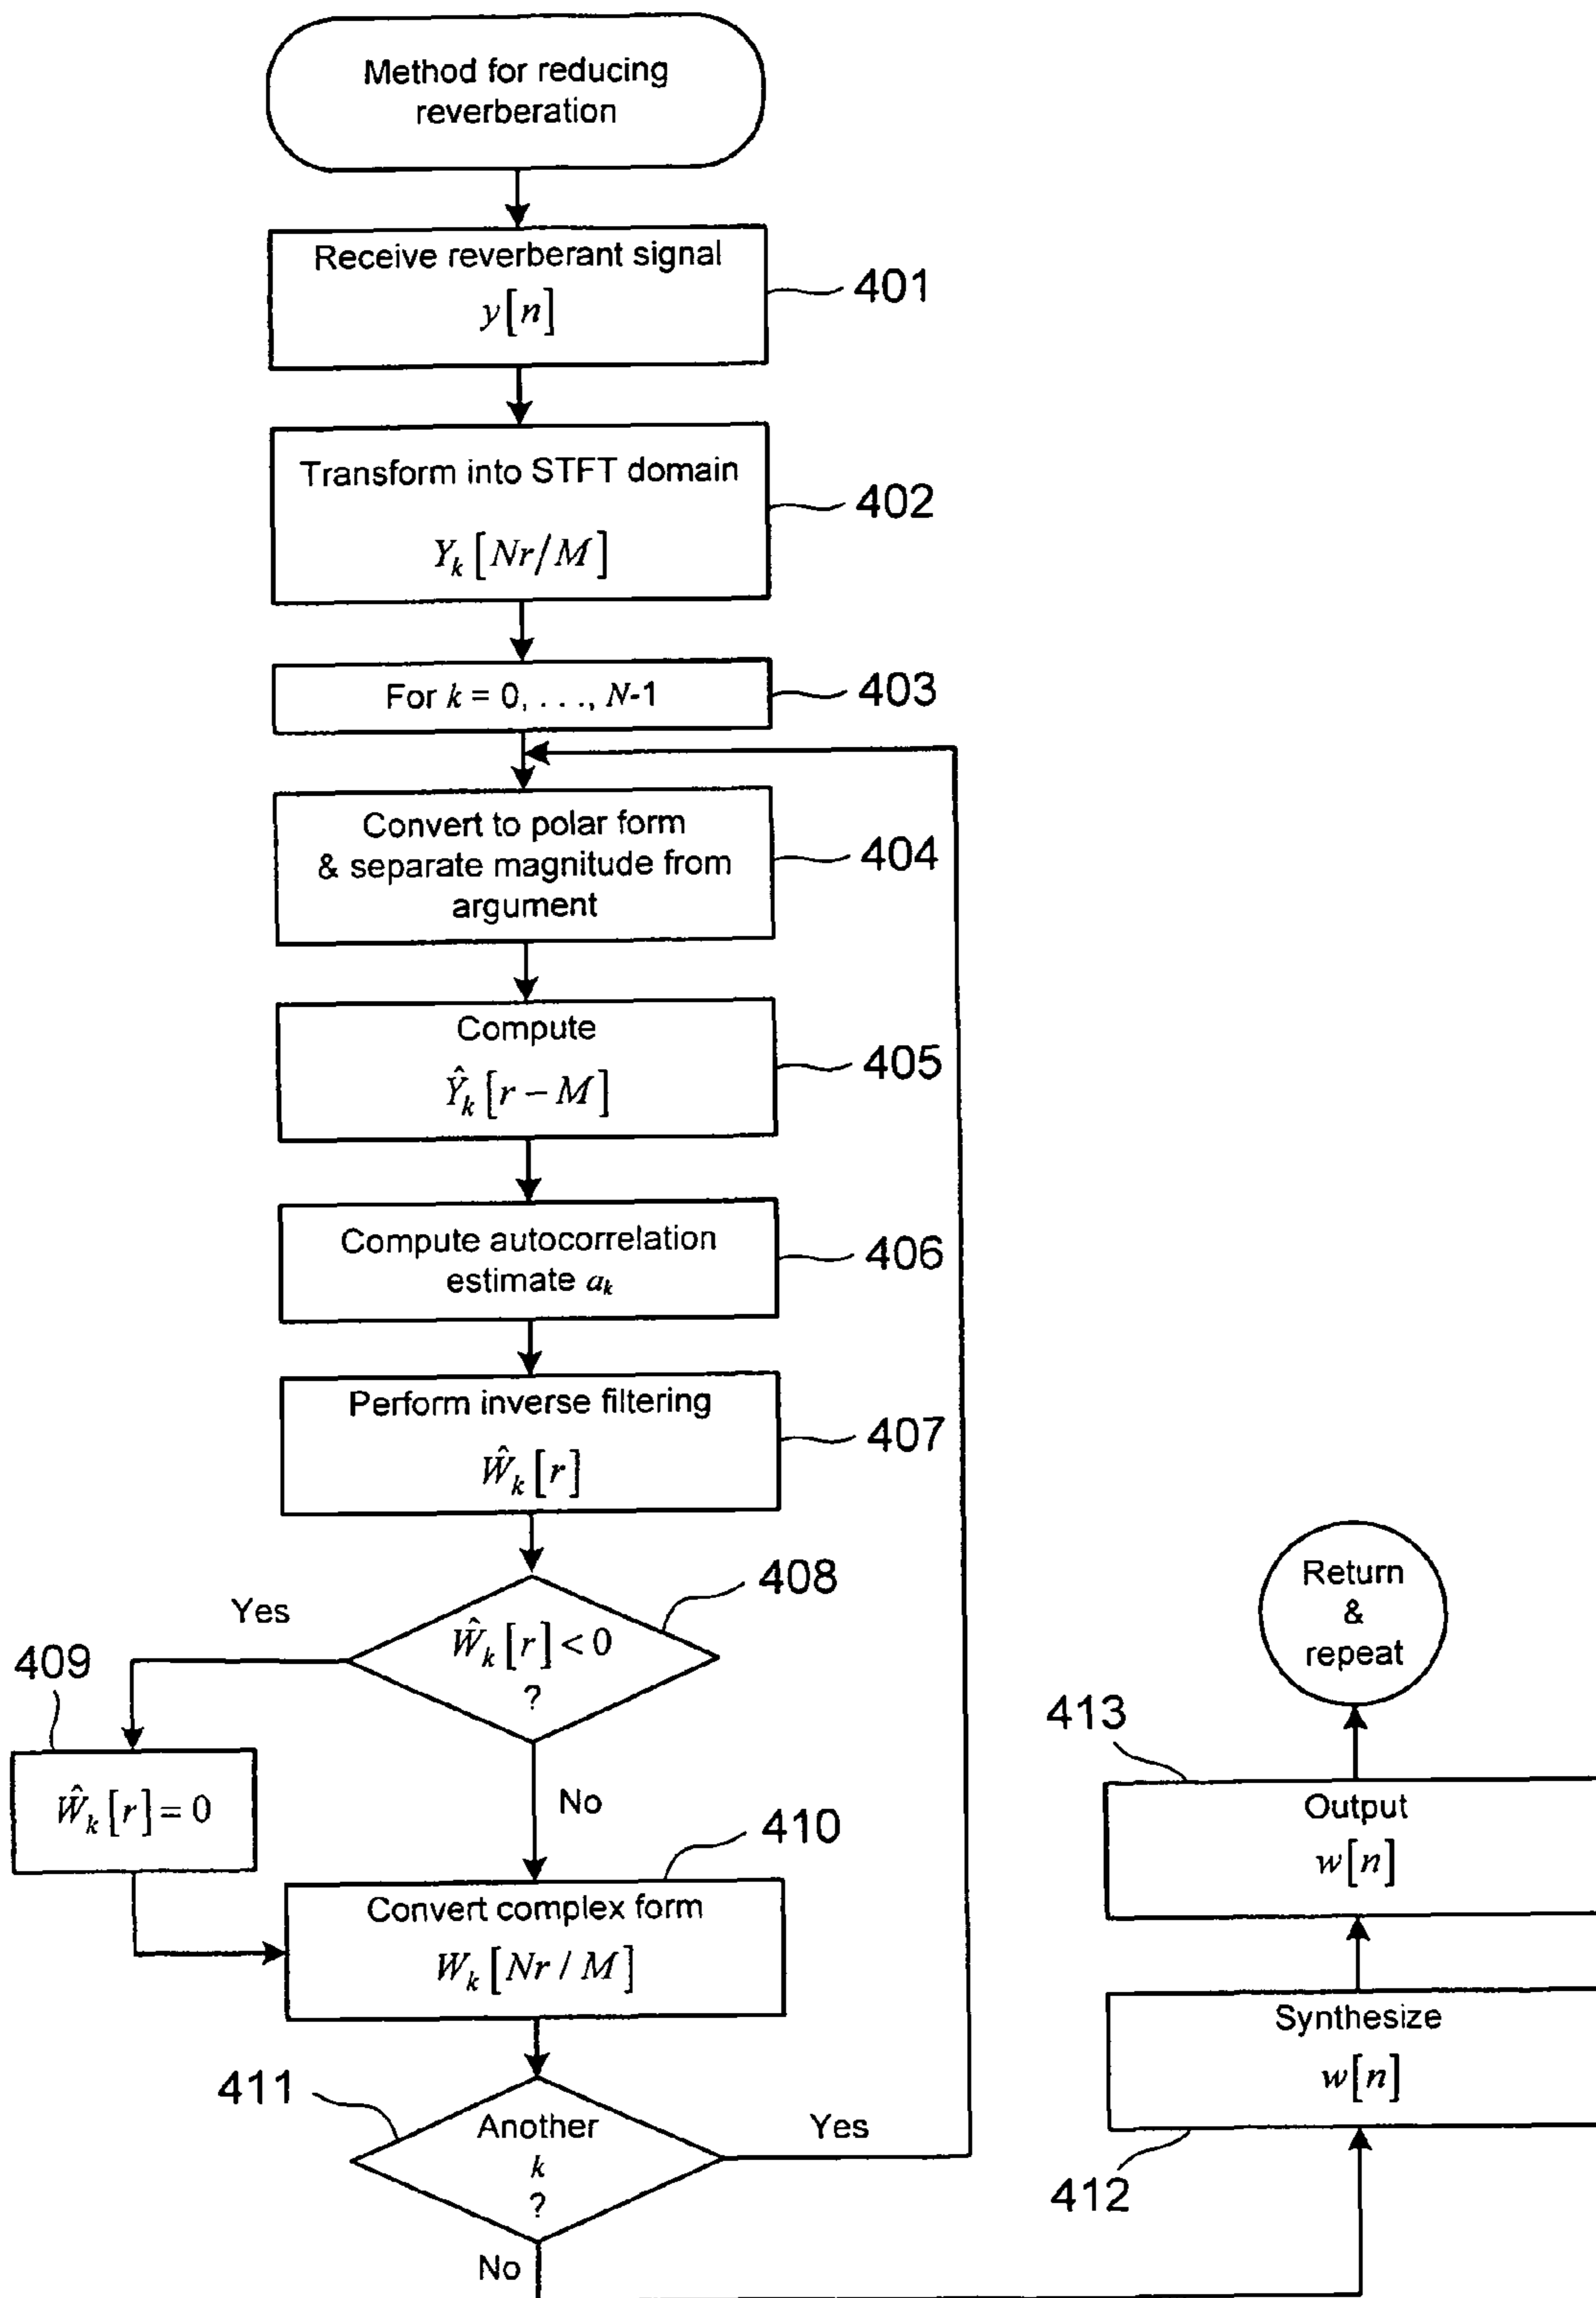 Method for reducing
reverberation
Receive reverberant signal
y[n]
401
Transform into STFT domain
Y_k[Nr/M]
402
For k = 0, . . ., N-1
403
Convert to polar form
& separate magnitude from
argument
404
Compute
Ŷ_k[r − M]
405
Compute autocorrelation
estimate a_k
406
Perform inverse filtering
Ŵ_k[r]
407
Yes
Ŵ_k[r] < 0
?
408
409
Ŵ_k[r] = 0
No
Convert complex form
W_k[Nr / M]
410
411
Another
k
?
Yes
No
Return
&
repeat
413
Output
w[n]
Synthesize
w[n]
412